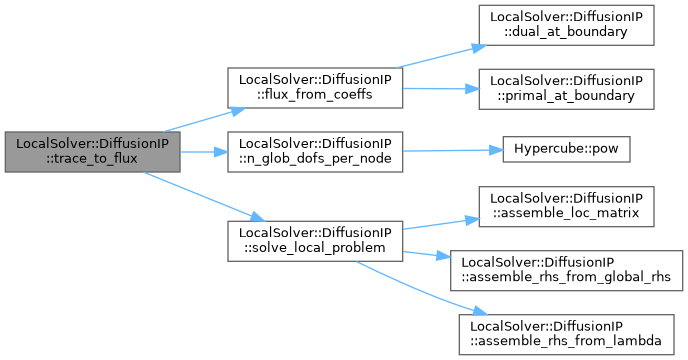 LocalSolver::DiffusionIP
::trace_to_flux
LocalSolver::DiffusionIP
::flux_from_coeffs
LocalSolver::DiffusionIP
::dual_at_boundary
LocalSolver::DiffusionIP
::primal_at_boundary
LocalSolver::DiffusionIP
::n_glob_dofs_per_node
Hypercube::pow
LocalSolver::DiffusionIP
::solve_local_problem
LocalSolver::DiffusionIP
::assemble_loc_matrix
LocalSolver::DiffusionIP
::assemble_rhs_from_global_rhs
LocalSolver::DiffusionIP
::assemble_rhs_from_lambda